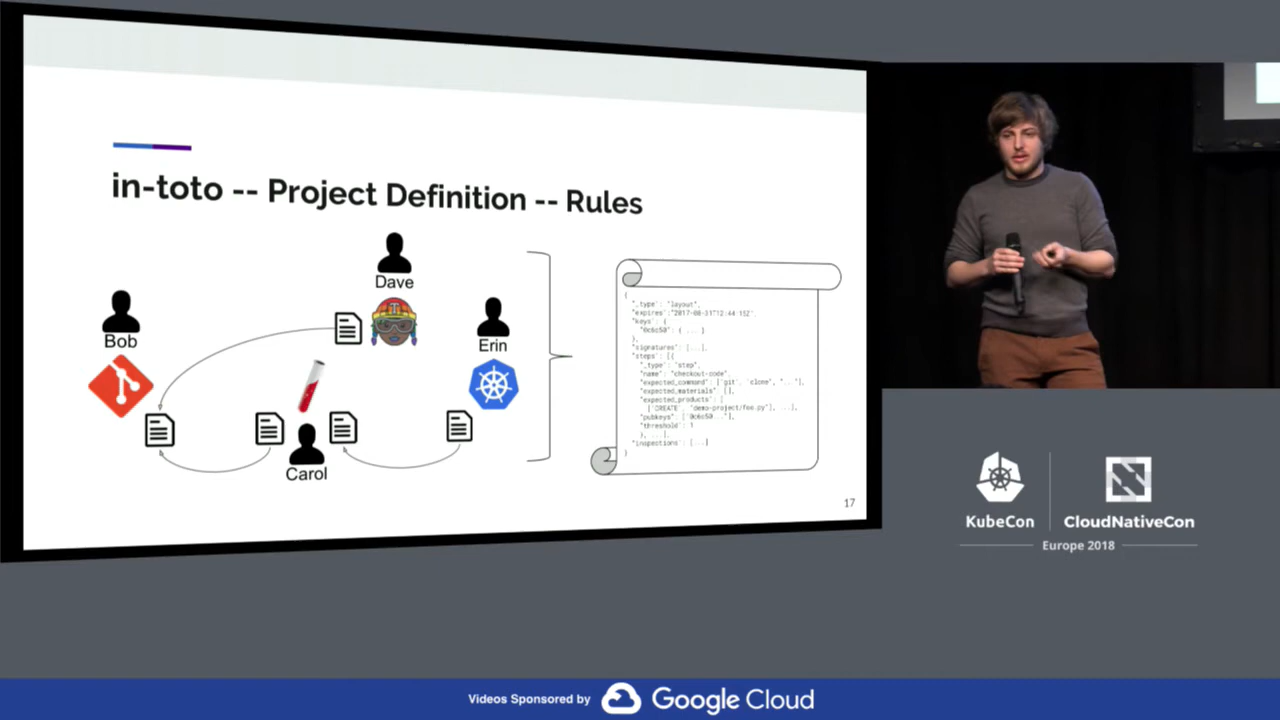 in-toto -- Project Definition -- Rules
Dave
Bob
Erin
Carol
{
"_type": "layout",
"expires":"2017-08-31T12:44:15Z",
"keys": {
"0c6c50": { ... }
},
"signatures": [...],
"steps": [{
"_type": "step",
"name": "checkout-code",
"expected_command": ["git", "clone", "..."],
"expected_materials": [],
"expected_products": [
["CREATE", "demo-project/foo.py"], ...],
"pubkeys": ["0c6c50..."],
"threshold": 1
}, ...],
"inspections": [...]
}
17
KubeCon
CloudNativeCon
Europe 2018
Videos Sponsored by
Google Cloud